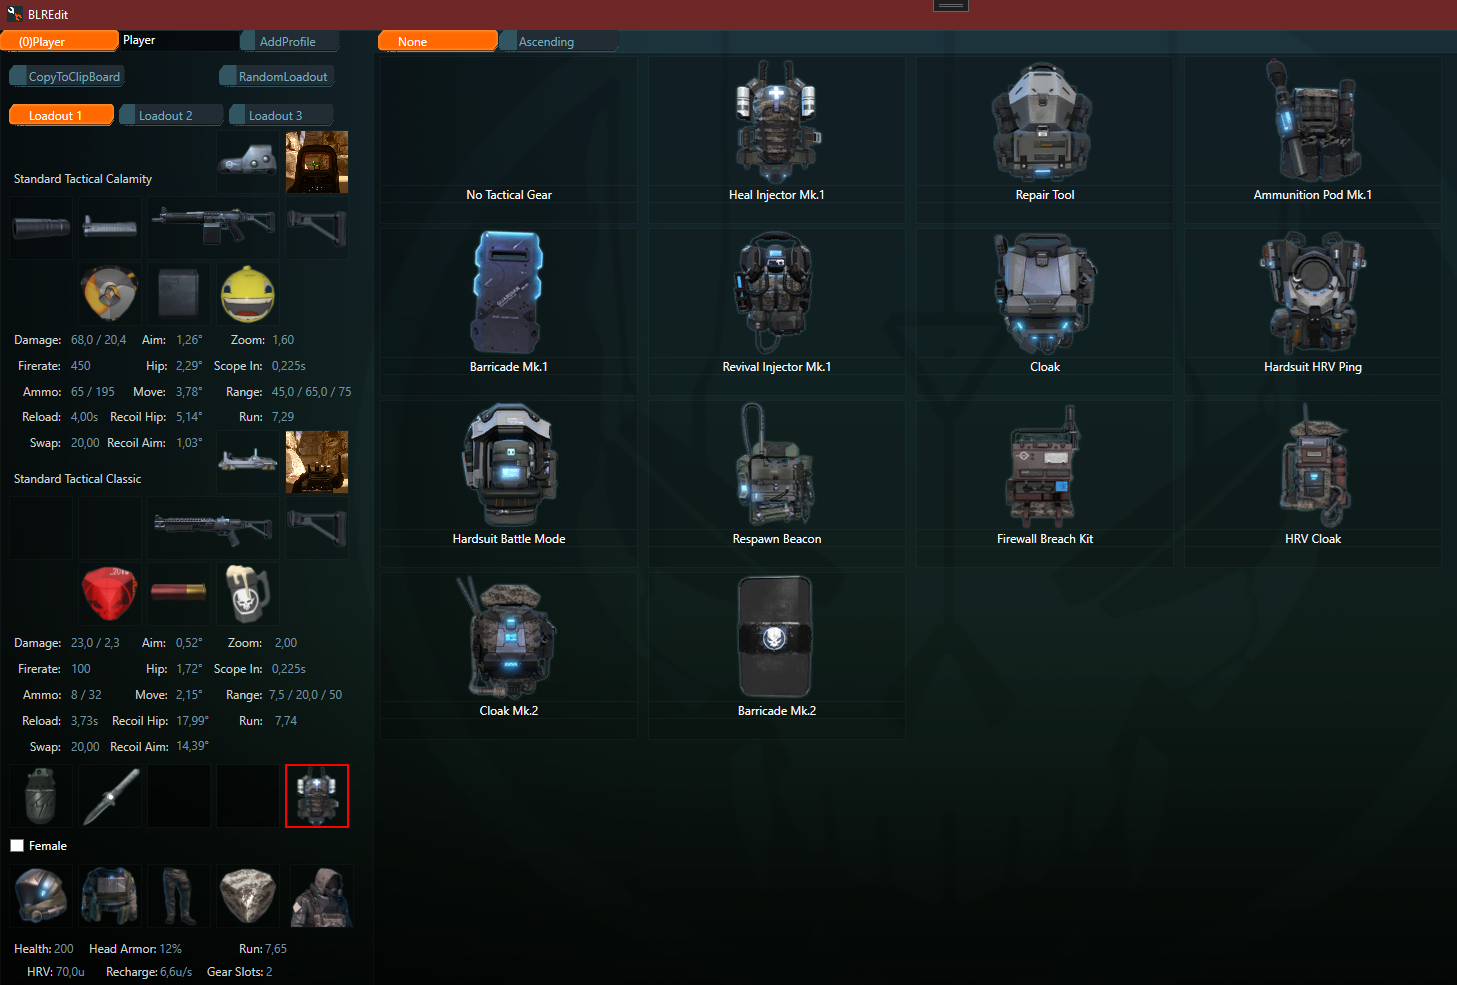 BLREdit
(0)Player
Player
AddProfile
None
Ascending
CopyToClipBoard
RandomLoadout
Loadout 1
Loadout 2
Loadout 3
Standard Tactical Calamity
Damage: 68,0 / 20,4 Aim: 1,26° Zoom: 1,60
Firerate: 450 Hip: 2,29° Scope In: 0,225s
Ammo: 65 / 195 Move: 3,78° Range: 45,0 / 65,0 / 75
Reload: 4,00s Recoil Hip: 5,14° Run: 7,29
Swap: 20,00 Recoil Aim: 1,03°
Standard Tactical Classic
Damage: 23,0 / 2,3 Aim: 0,52° Zoom: 2,00
Firerate: 100 Hip: 1,72° Scope In: 0,225s
Ammo: 8 / 32 Move: 2,15° Range: 7,5 / 20,0 / 50
Reload: 3,73s Recoil Hip: 17,99° Run: 7,74
Swap: 20,00 Recoil Aim: 14,39°
Female
Health: 200 Head Armor: 12% Run: 7,65
HRV: 70,0u Recharge: 6,6u/s Gear Slots: 2
No Tactical Gear
Heal Injector Mk.1
Repair Tool
Ammunition Pod Mk.1
Barricade Mk.1
Revival Injector Mk.1
Cloak
Hardsuit HRV Ping
Hardsuit Battle Mode
Respawn Beacon
Firewall Breach Kit
HRV Cloak
Cloak Mk.2
Barricade Mk.2